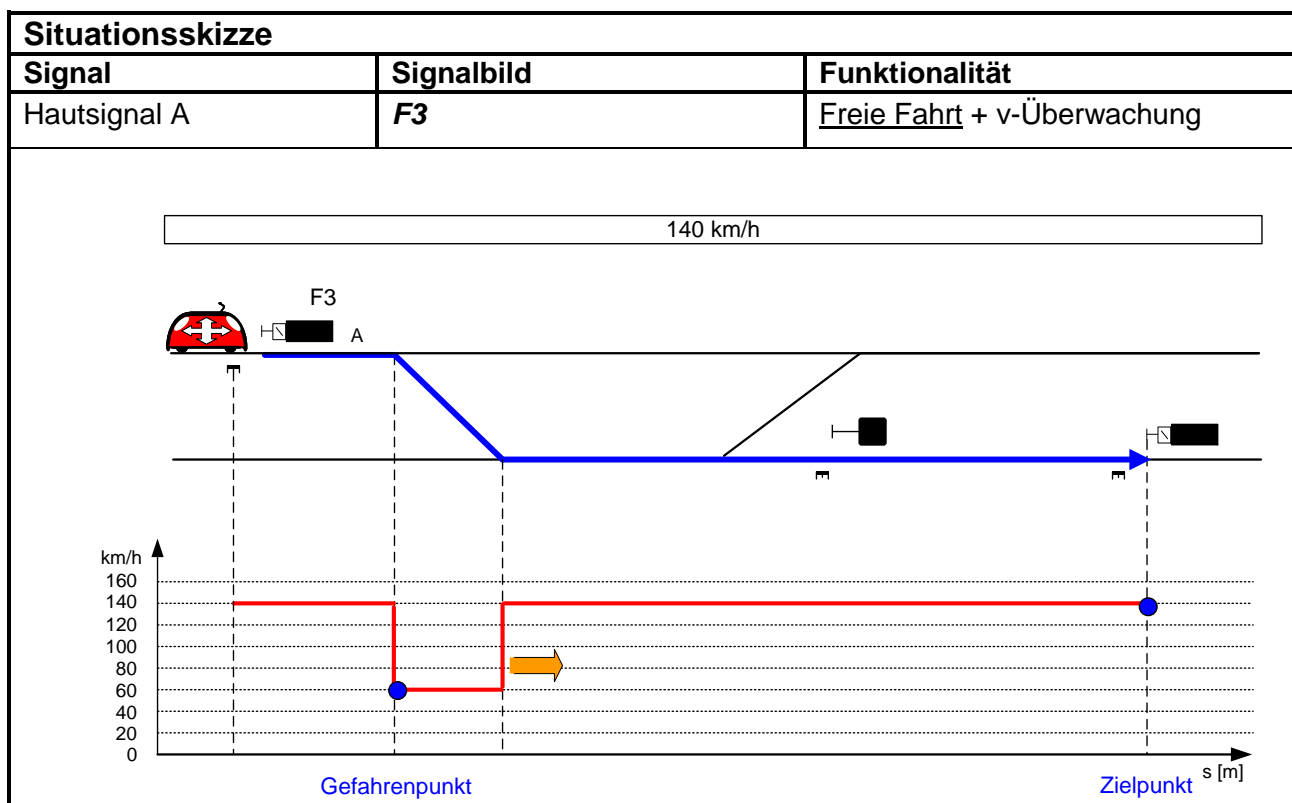 Situationsskizze
Signal Signalbild Funktionalität
Hautsignal A F3 Freie Fahrt + v-Überwachung
140 km/h
F3
A
km/h
160
140
120
100
80
60
40
20
0
s [m]
Gefahrenpunkt Zielpunkt